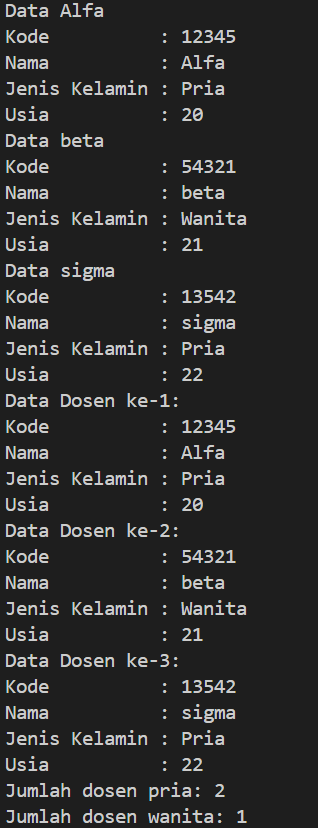 Data Alfa
Kode          : 12345
Nama          : Alfa
Jenis Kelamin : Pria
Usia          : 20
Data beta
Kode          : 54321
Nama          : beta
Jenis Kelamin : Wanita
Usia          : 21
Data sigma
Kode          : 13542
Nama          : sigma
Jenis Kelamin : Pria
Usia          : 22
Data Dosen ke-1:
Kode          : 12345
Nama          : Alfa
Jenis Kelamin : Pria
Usia          : 20
Data Dosen ke-2:
Kode          : 54321
Nama          : beta
Jenis Kelamin : Wanita
Usia          : 21
Data Dosen ke-3:
Kode          : 13542
Nama          : sigma
Jenis Kelamin : Pria
Usia          : 22
Jumlah dosen pria: 2
Jumlah dosen wanita: 1